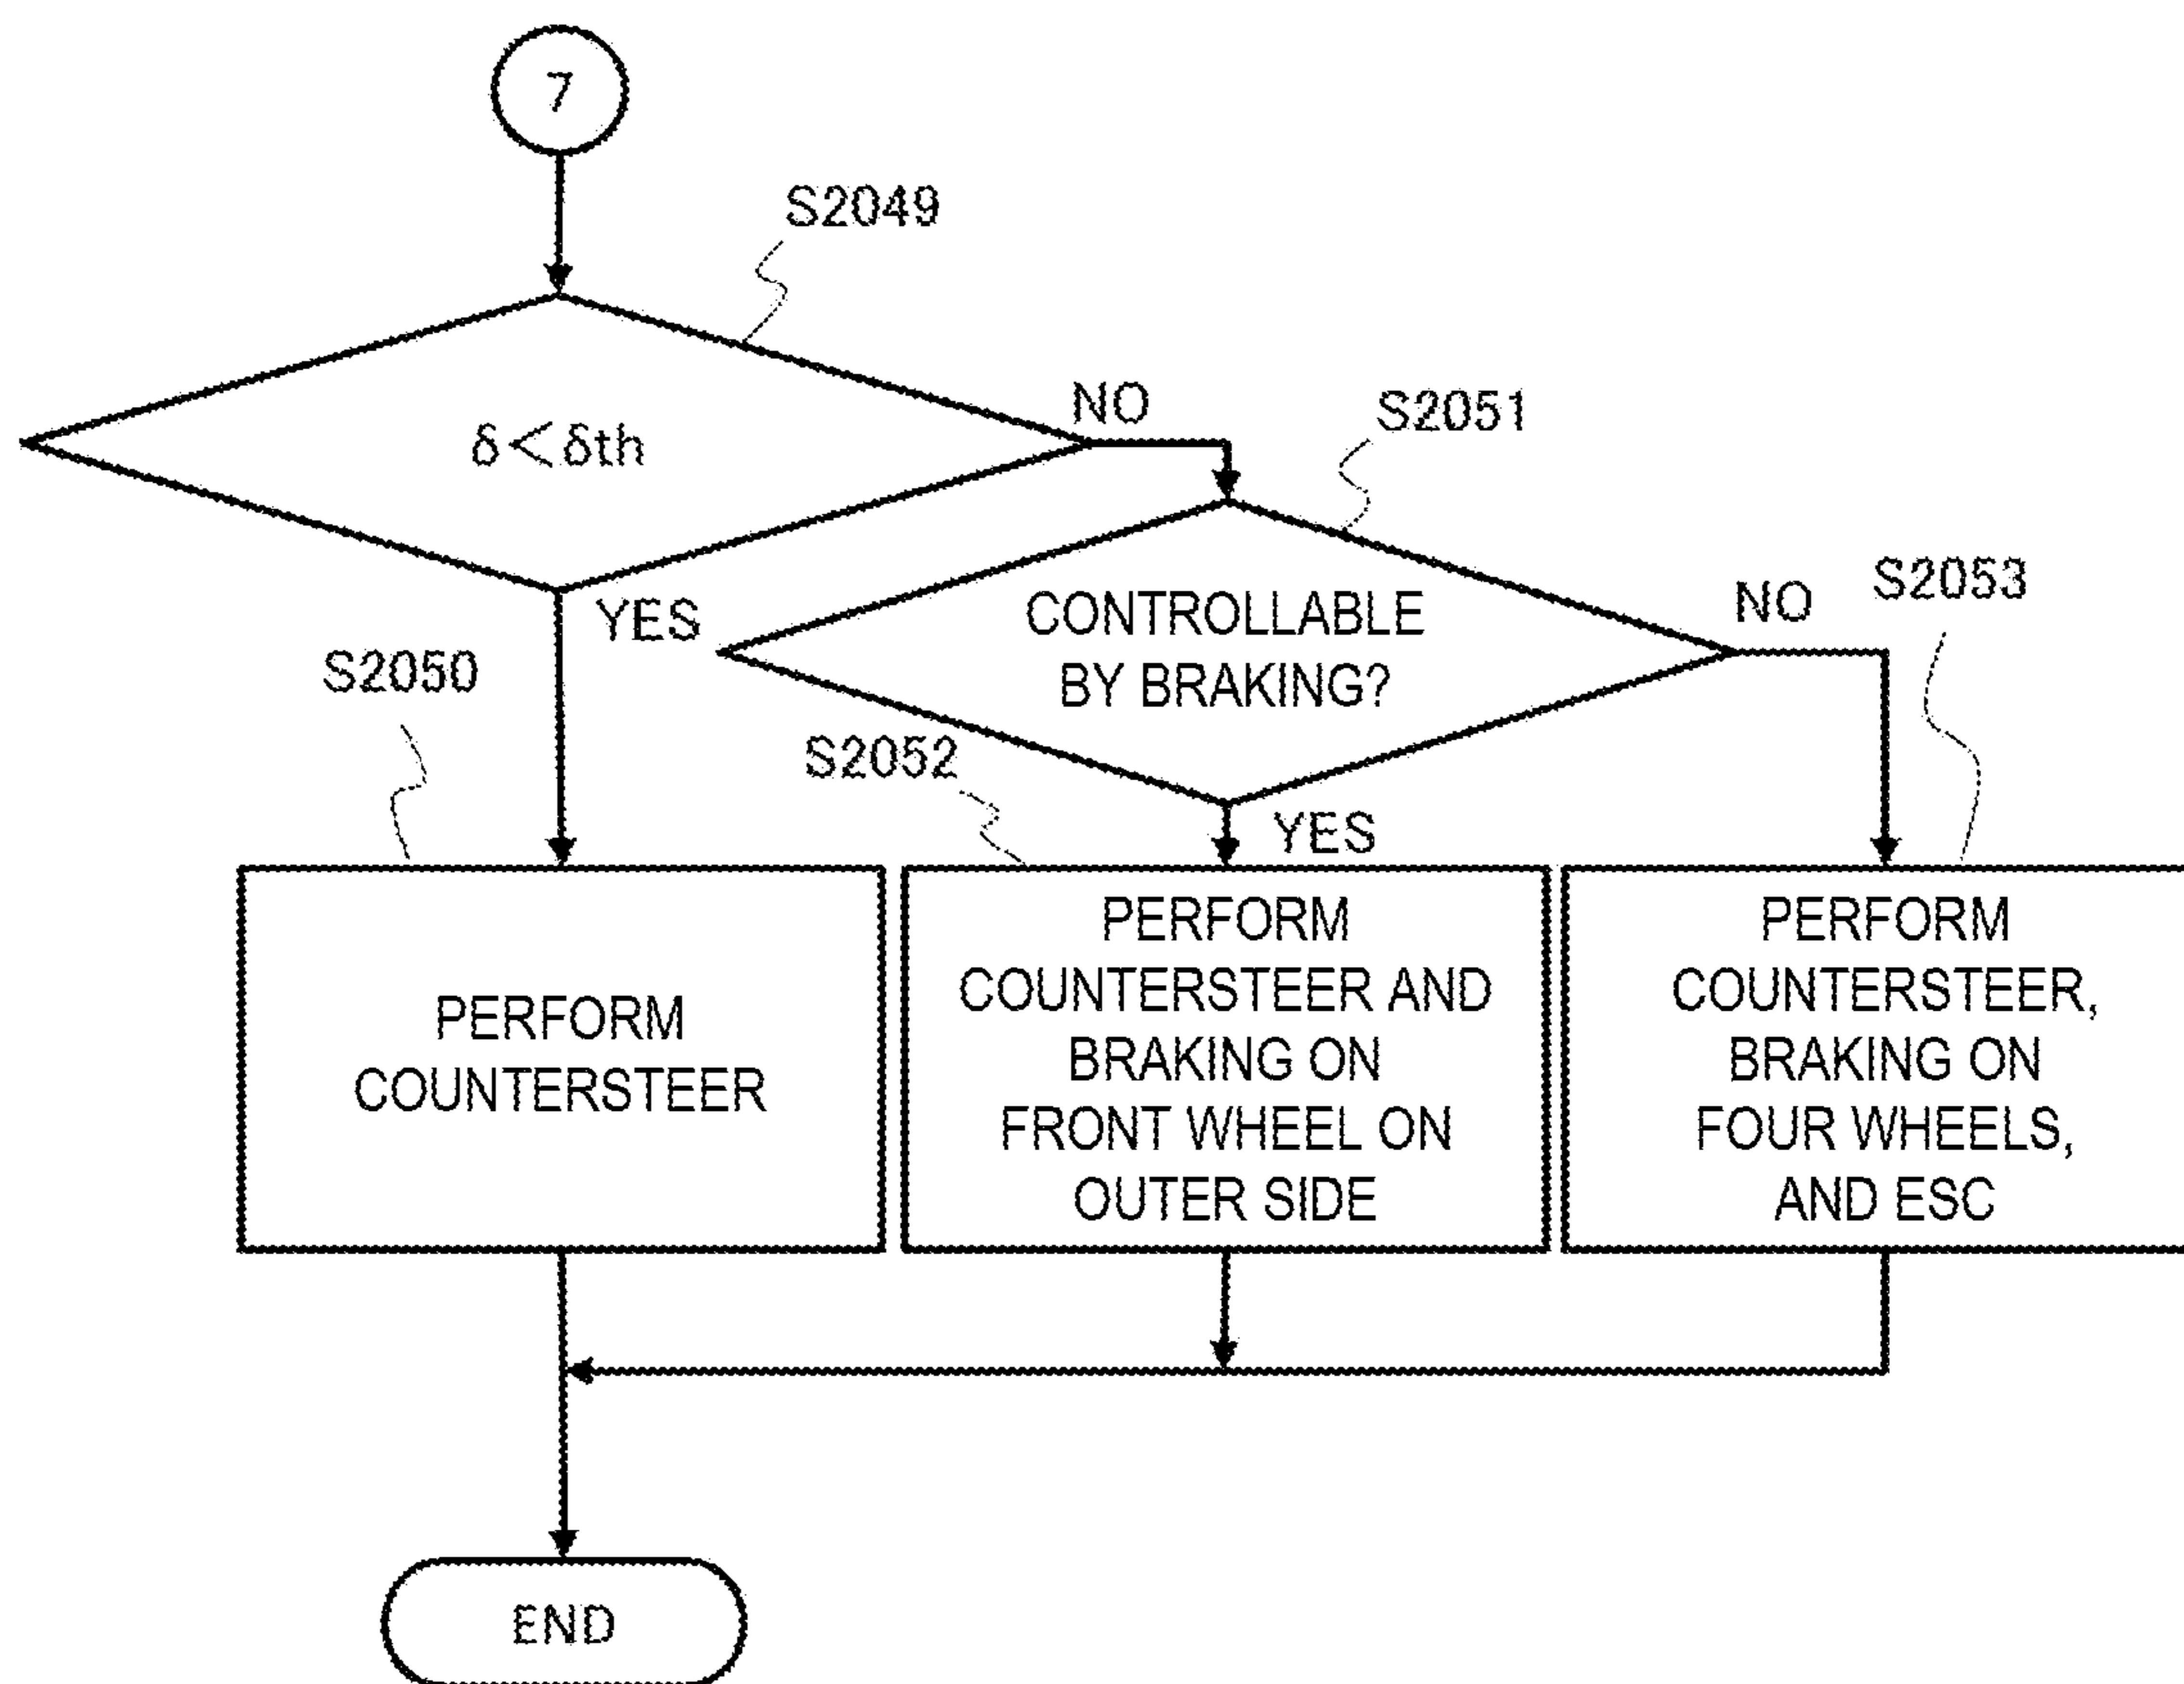 7
S2049
δ<δth
NO
S2051
YES
CONTROLLABLE
BY BRAKING?
NO
S2053
S2050
S2052
YES
PERFORM
COUNTERSTEER
PERFORM
COUNTERSTEER AND
BRAKING ON
FRONT WHEEL ON
OUTER SIDE
PERFORM
COUNTERSTEER,
BRAKING ON
FOUR WHEELS,
AND ESC
END